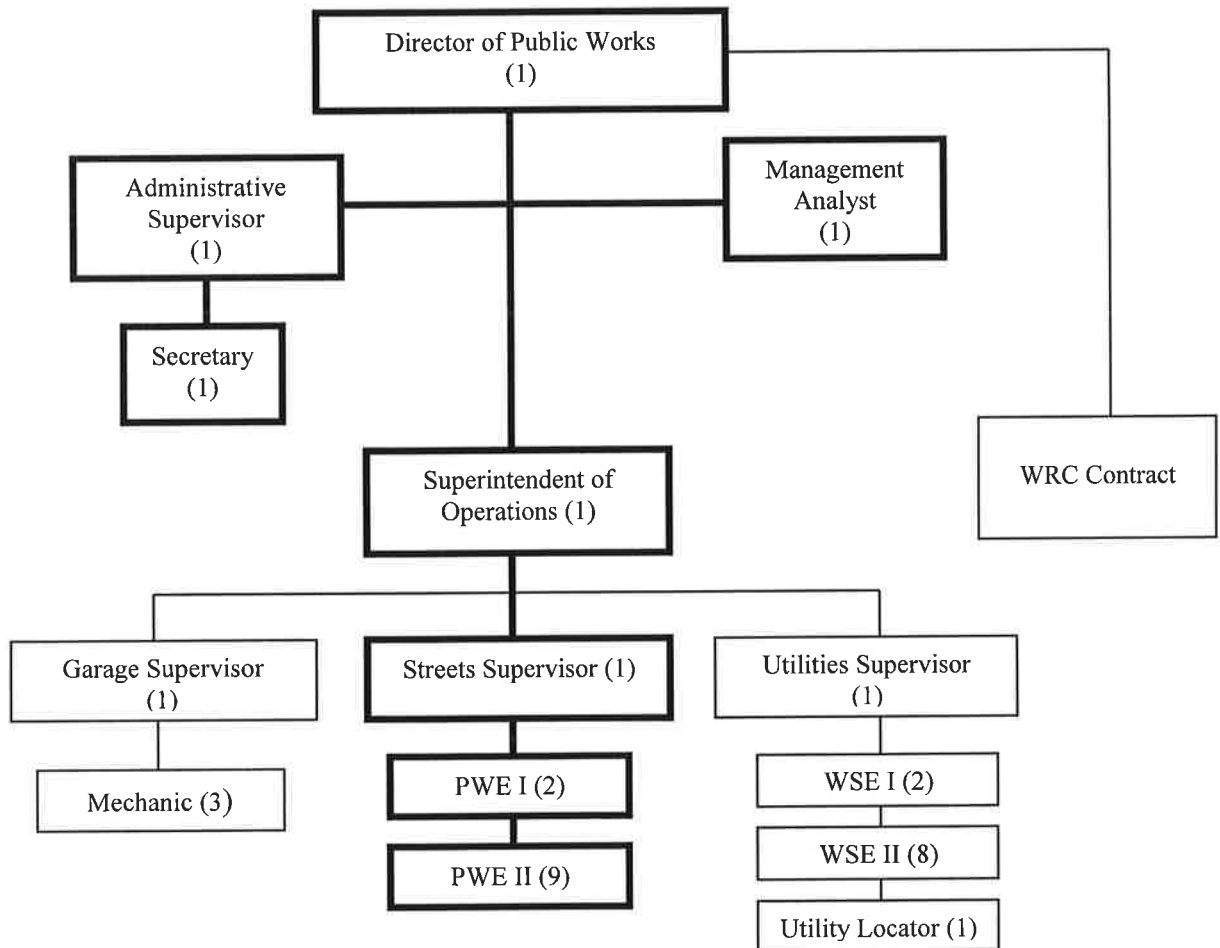 Director of Public Works
(1)
Administrative
Supervisor
(1)
Management
Analyst
(1)
Secretary
(1)
WRC Contract
Superintendent of
Operations (1)
Garage Supervisor
(1)
Streets Supervisor (1)
Utilities Supervisor
(1)
Mechanic (3)
PWE I (2)
WSE I (2)
PWE II (9)
WSE II (8)
Utility Locator (1)